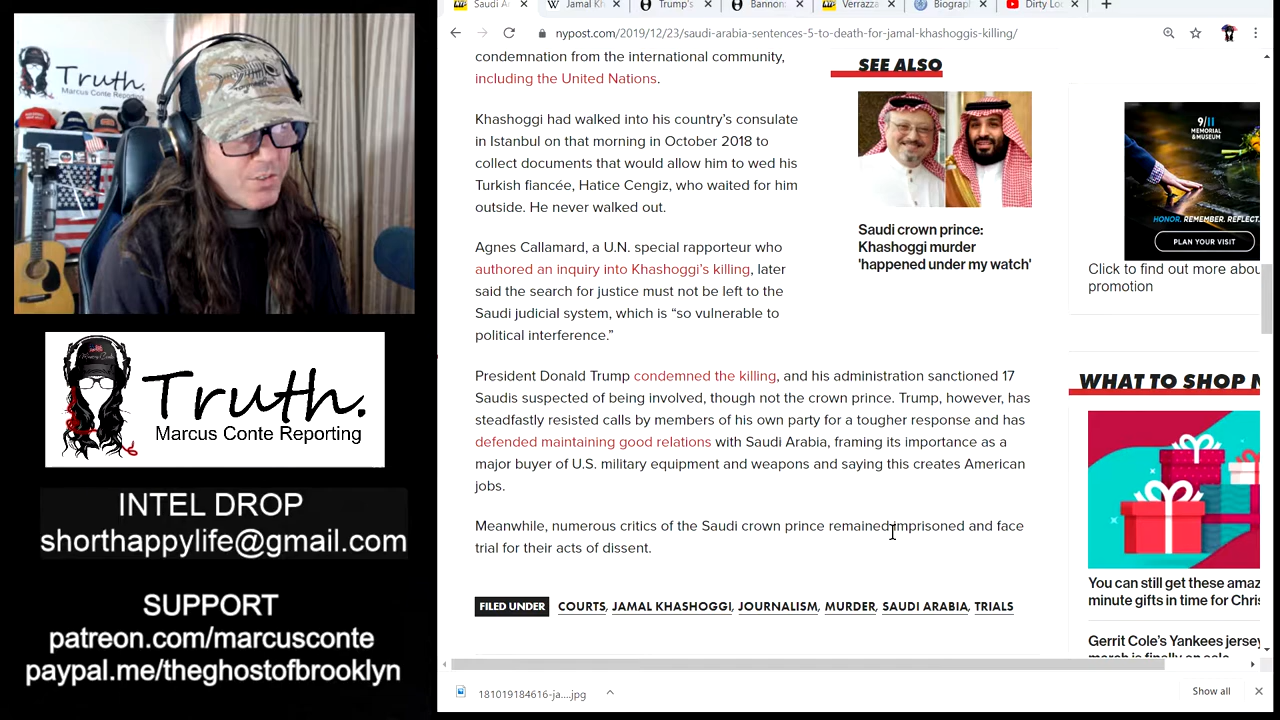 Truth.
Marcus Conte Reporting
Truth.
Marcus Conte Reporting
INTEL DROP
shorthappylife@gmail.com
SUPPORT
patreon.com/marcusconte
paypal.me/theghostofbrooklyn
Saudi Ar
Jamal Kh
Trump's
Bannon:
Verrazza
Biograph
Dirty Lo
nypost.com/2019/12/23/saudi-arabia-sentences-5-to-death-for-jamal-khashoggis-killing/
condemnation from the international community,
including the United Nations.
Khashoggi had walked into his country's consulate
in Istanbul on that morning in October 2018 to
collect documents that would allow him to wed his
Turkish fiancée, Hatice Cengiz, who waited for him
outside. He never walked out.
Agnes Callamard, a U.N. special rapporteur who
authored an inquiry into Khashoggi's killing, later
said the search for justice must not be left to the
Saudi judicial system, which is “so vulnerable to
political interference.”
President Donald Trump condemned the killing, and his administration sanctioned 17
Saudis suspected of being involved, though not the crown prince. Trump, however, has
steadfastly resisted calls by members of his own party for a tougher response and has
defended maintaining good relations with Saudi Arabia, framing its importance as a
major buyer of U.S. military equipment and weapons and saying this creates American
jobs.
Meanwhile, numerous critics of the Saudi crown prince remained imprisoned and face
trial for their acts of dissent.
FILED UNDER COURTS, JAMAL KHASHOGGI, JOURNALISM, MURDER, SAUDI ARABIA, TRIALS
SEE ALSO
Saudi crown prince:
Khashoggi murder
'happened under my watch'
9/11
MEMORIAL
& MUSEUM
HONOR. REMEMBER. REFLECT.
PLAN YOUR VISIT
Click to find out more abou
promotion
WHAT TO SHOP N
You can still get these amaz
minute gifts in time for Chris
Gerrit Cole's Yankees jersey
181019184616-ja....jpg
Show all